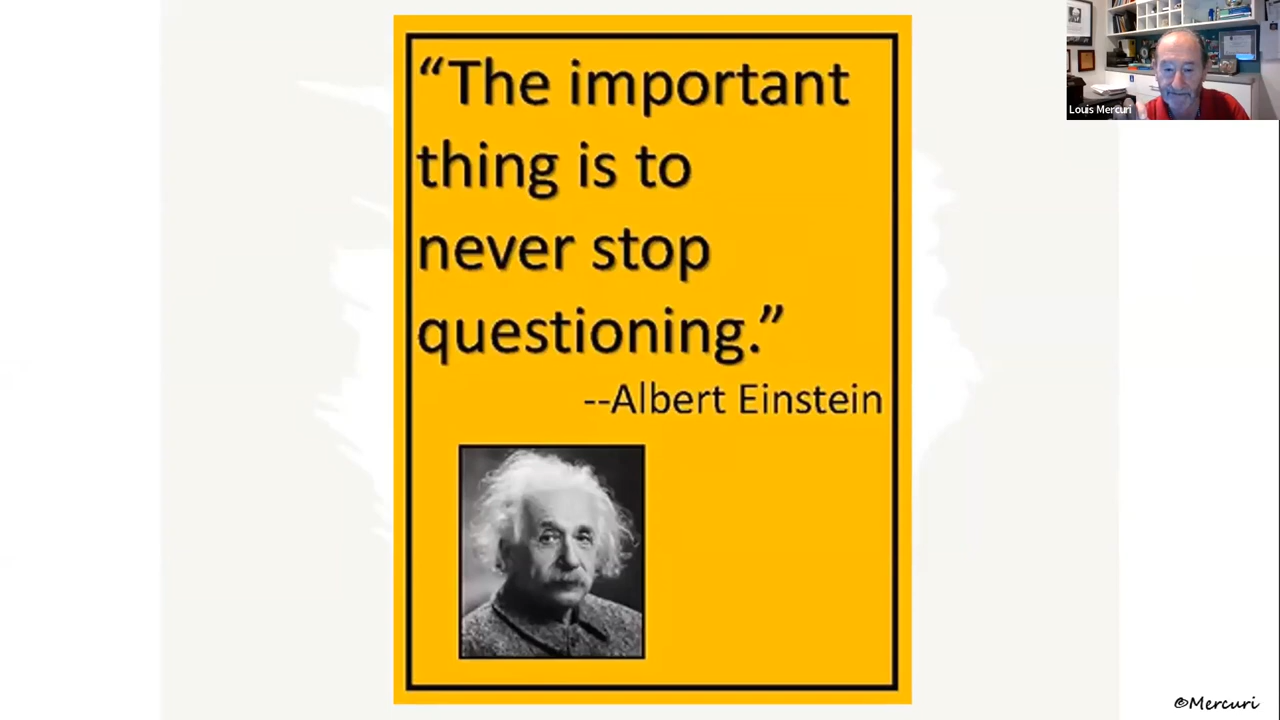 “The important
thing is to
never stop
questioning.”
--Albert Einstein
Louis Mercuri
©Mercuri